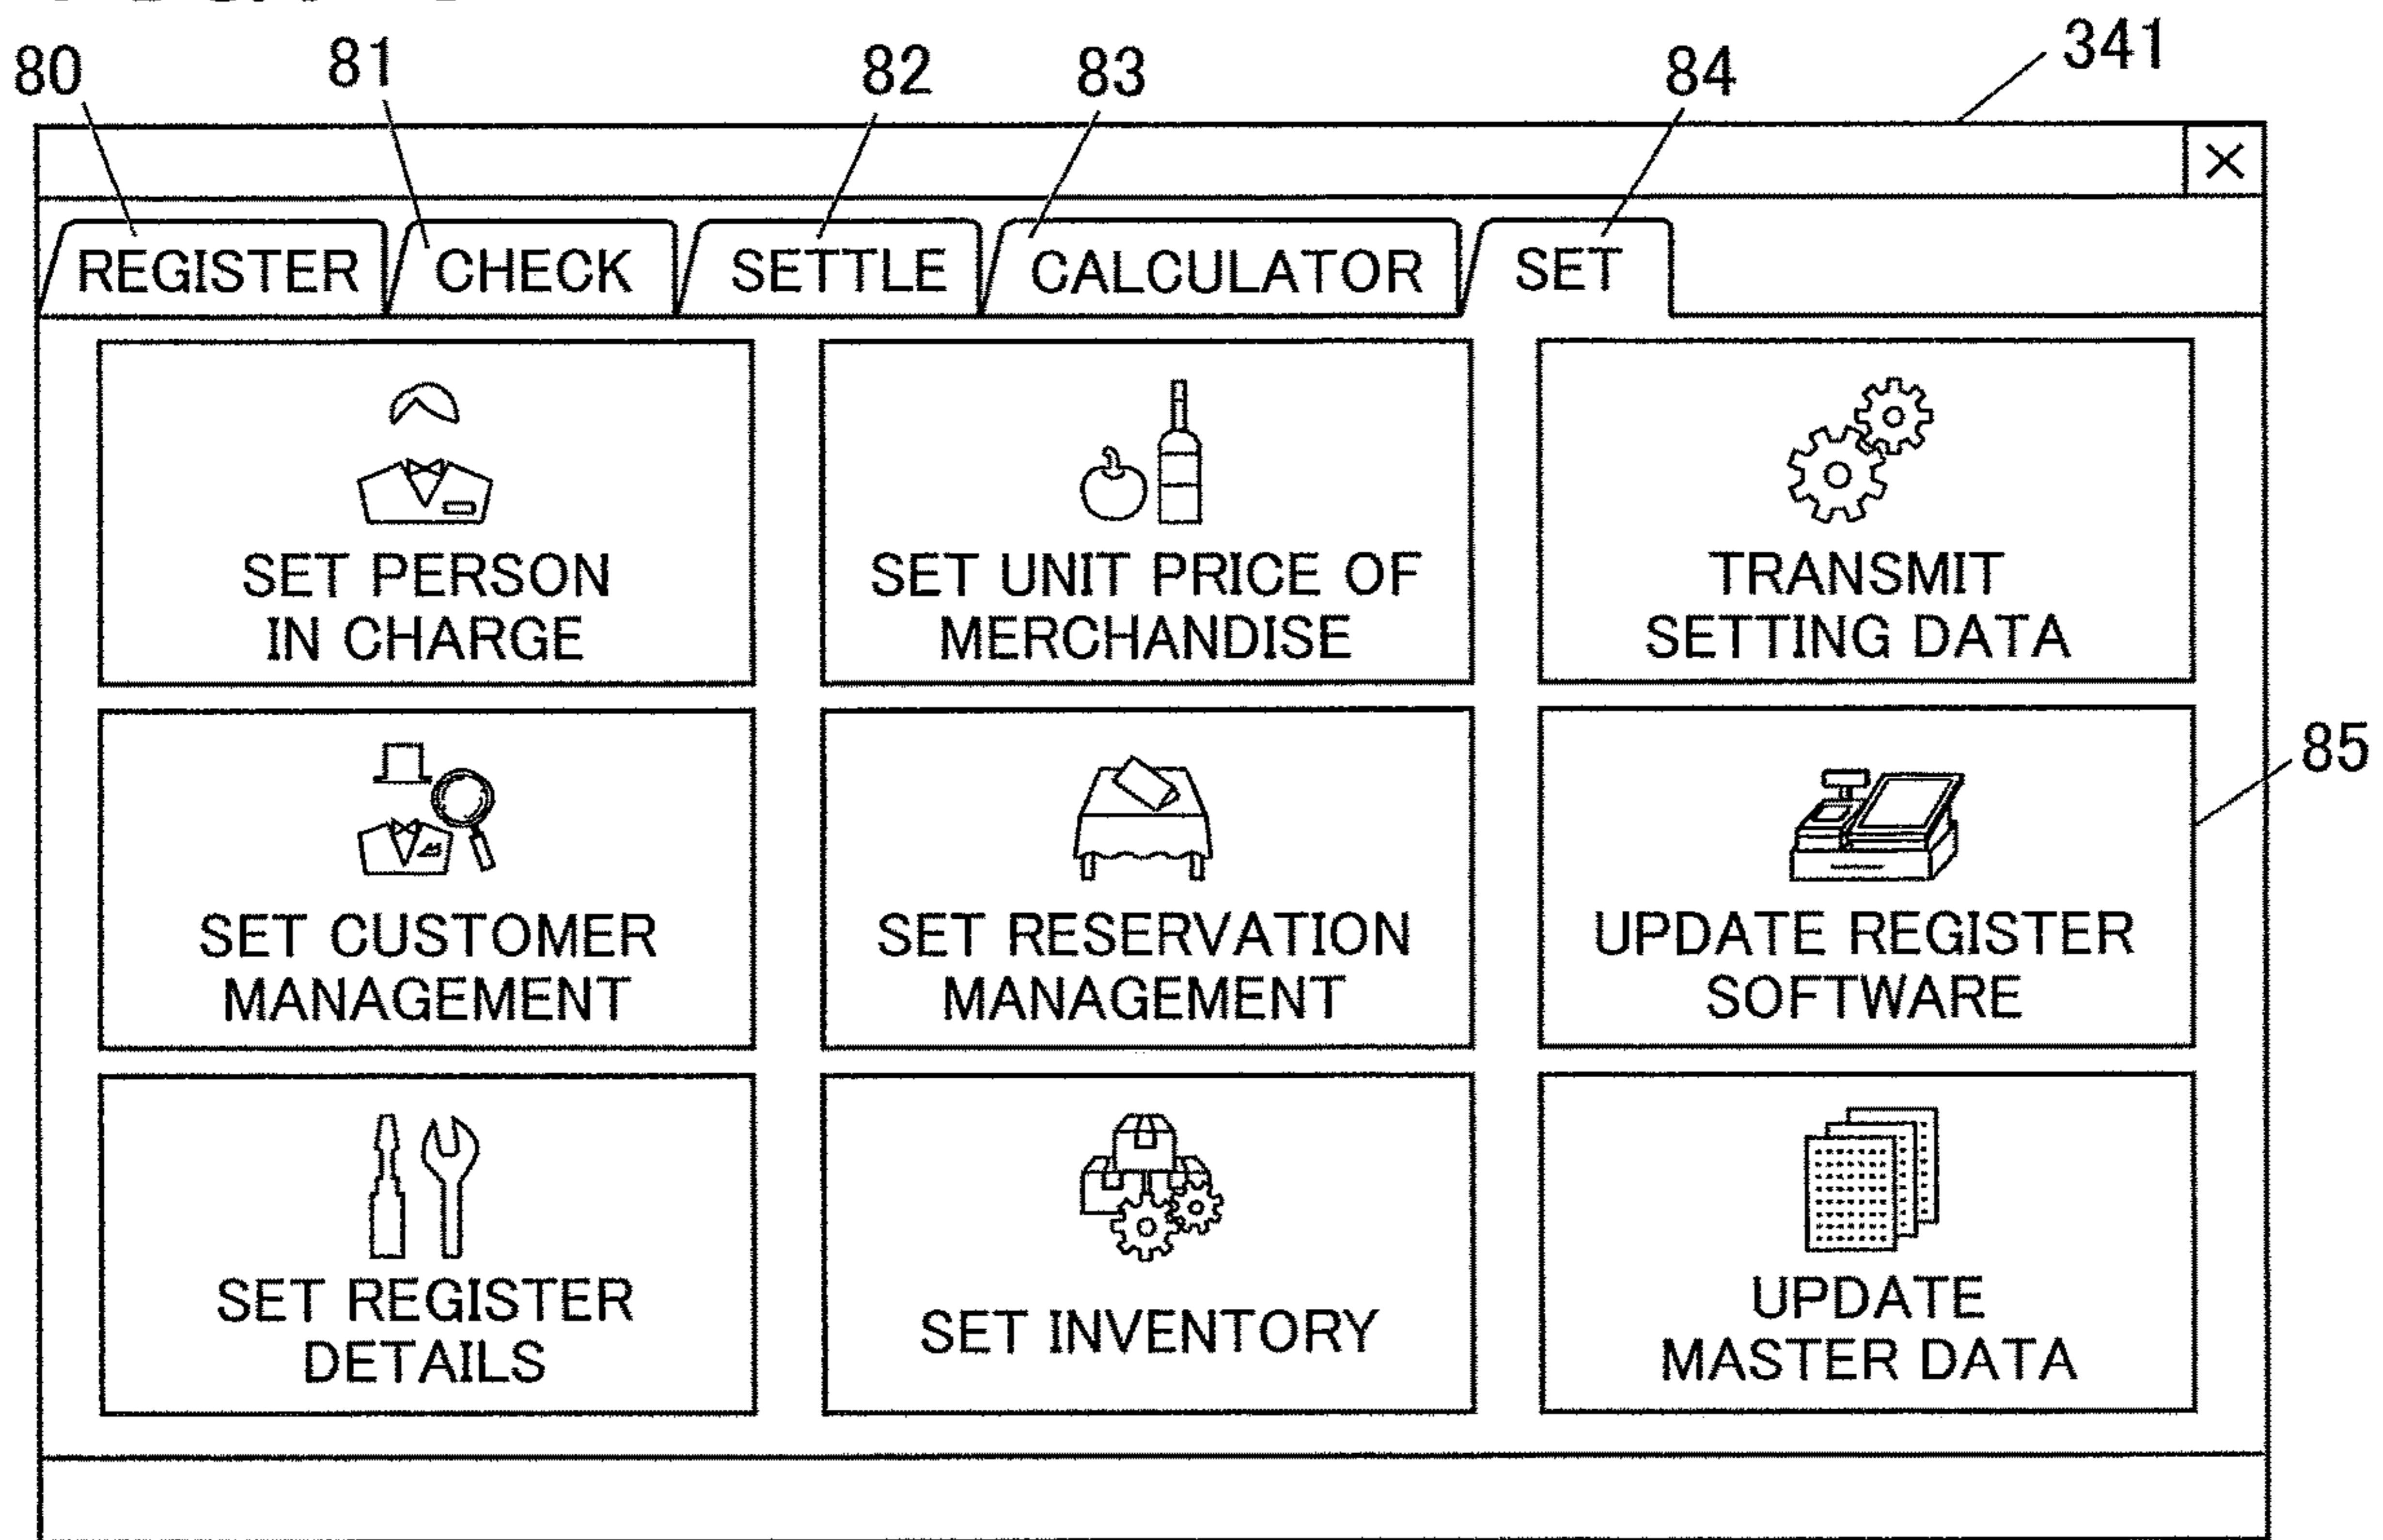 80 81 82 83 84 341
×
REGISTER CHECK SETTLE CALCULATOR SET
SET PERSON
IN CHARGE
SET UNIT PRICE OF
MERCHANDISE
TRANSMIT
SETTING DATA
85
SET CUSTOMER
MANAGEMENT
SET RESERVATION
MANAGEMENT
UPDATE REGISTER
SOFTWARE
SET REGISTER
DETAILS
SET INVENTORY
UPDATE
MASTER DATA